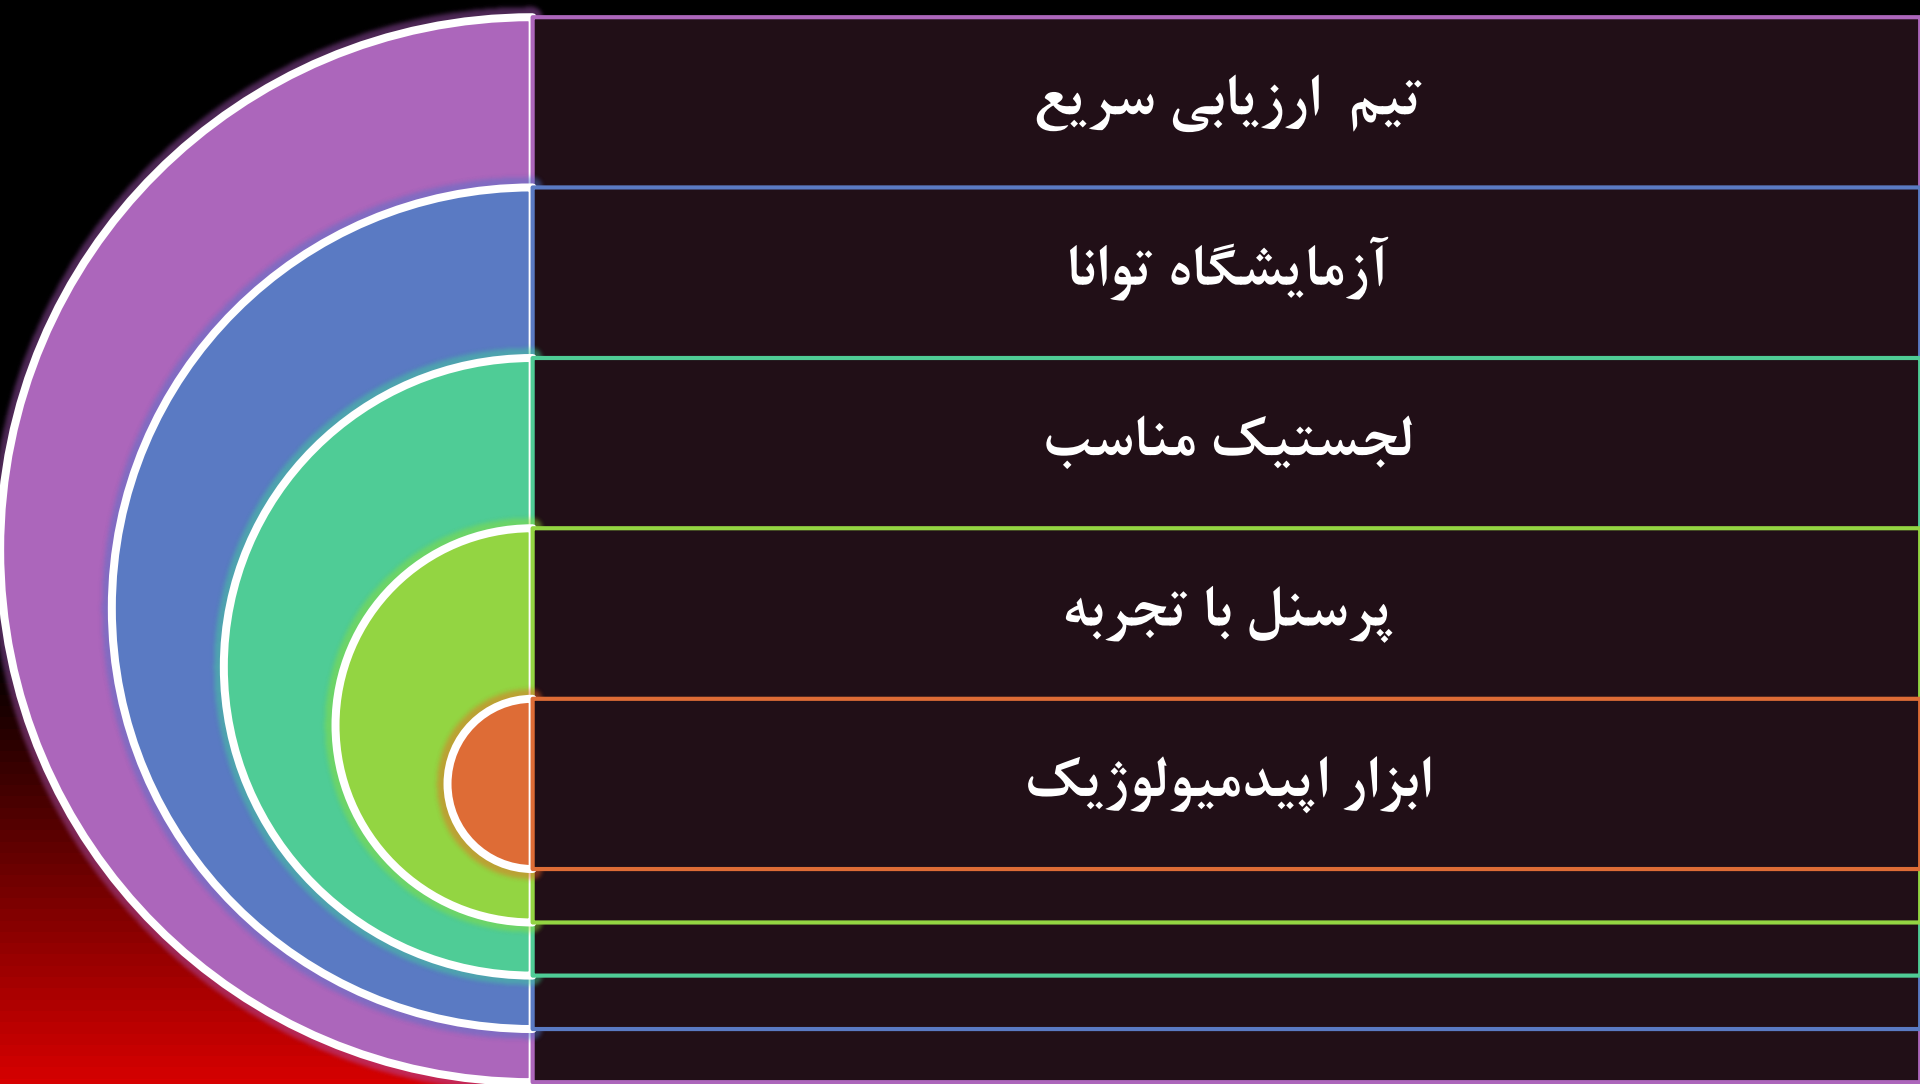 تیم ارزیابی سریع
آزمایشگاه توانا
لجستیک مناسب
پرسنل با تجربه
ابزار اپیدمیولوژیک